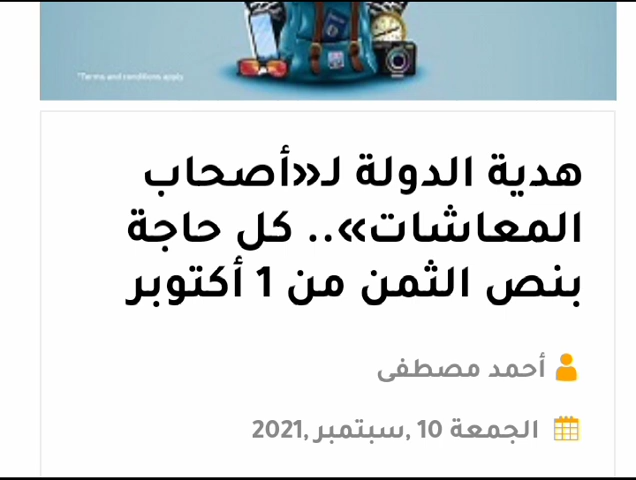 *Terms and conditions apply
هدية الدولة لـ«أصحاب
المعاشات».. كل حاجة
بنص الثمن من 1 أكتوبر
أحمد مصطفى
الجمعة 10 ,سبتمبر ,2021